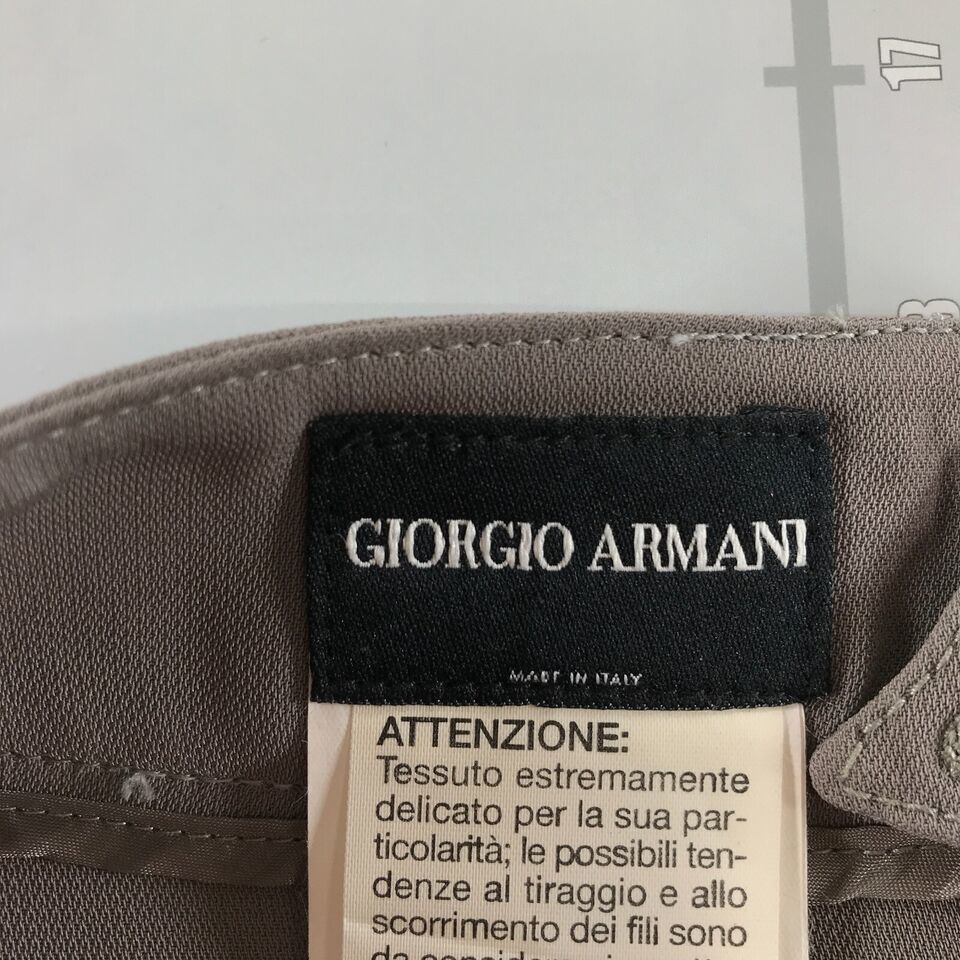 17
GIORGIO ARMANI
MADE IN ITALY
ATTENZIONE:
Tessuto estremamente
delicato per la sua par-
ticolarità; le possibili ten-
denze al tiraggio e allo
scorrimento dei fili sono